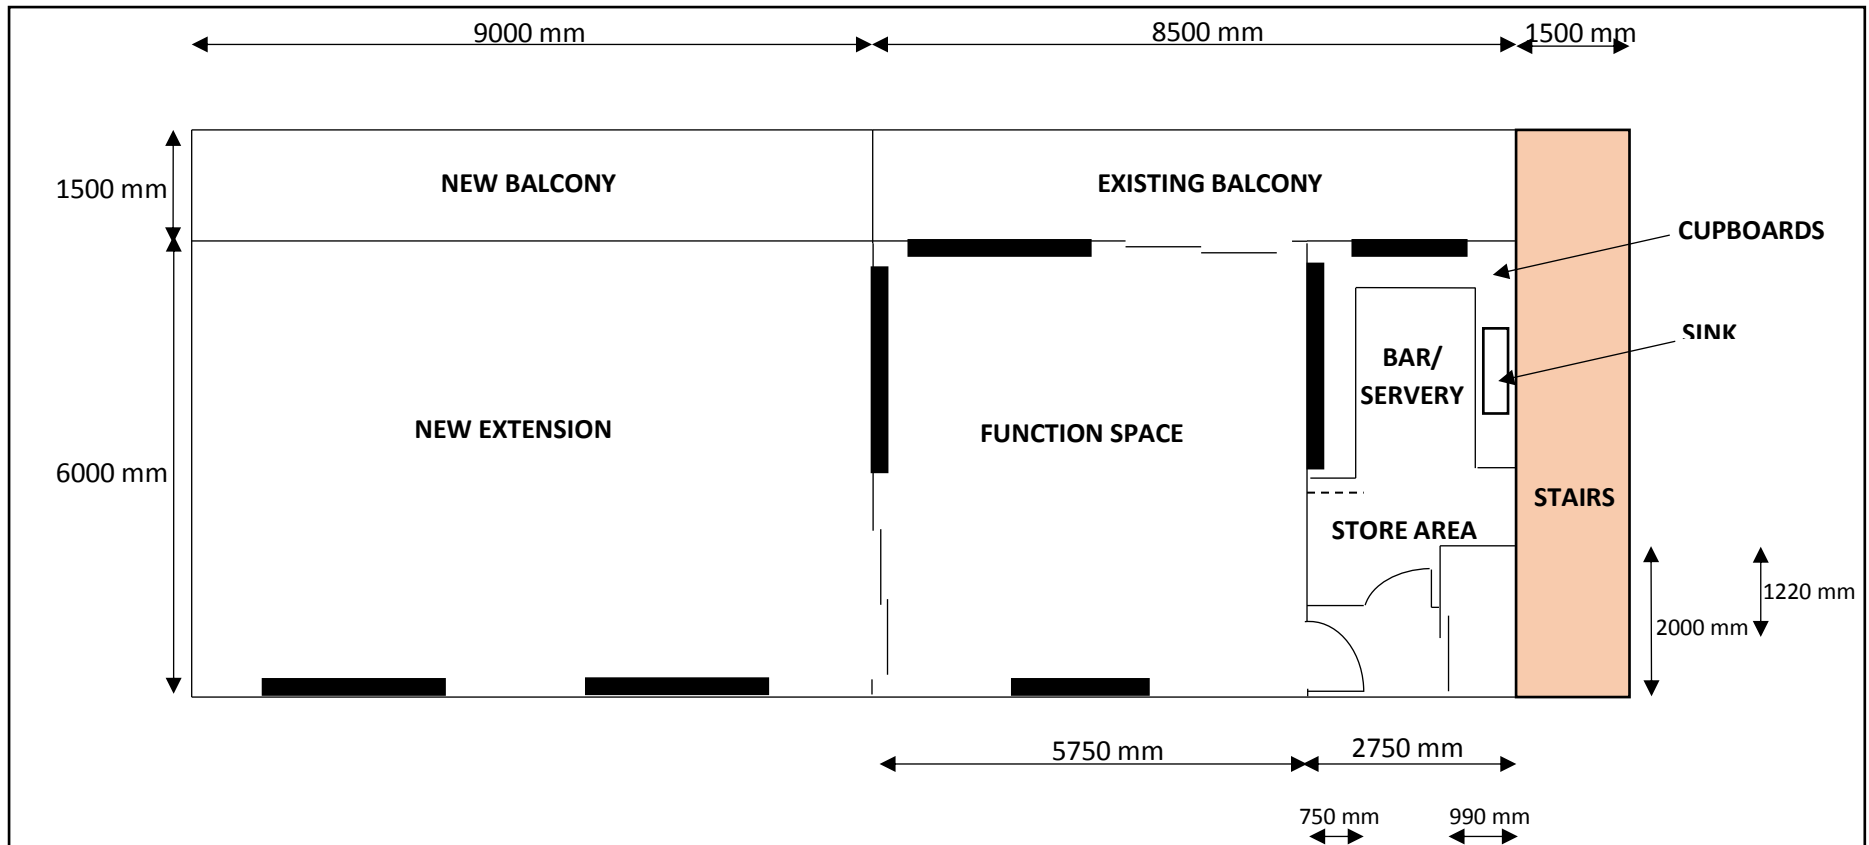 9000 mm
8500 mm
1500 mm
1500 mm
NEW BALCONY
EXISTING BALCONY
CUPBOARDS
SINK
BAR/
SERVERY
NEW EXTENSION
FUNCTION SPACE
6000 mm
STAIRS
STORE AREA
1220 mm
2000 mm
5750 mm
2750 mm
750 mm
990 mm